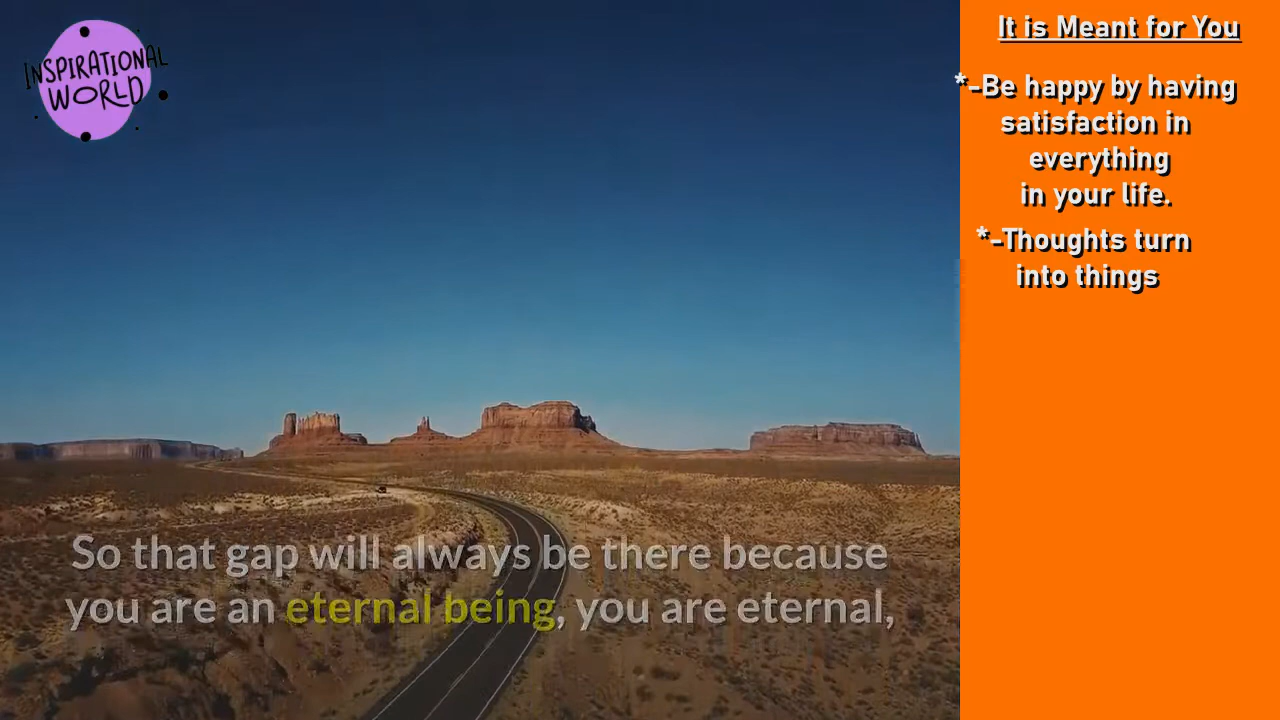 INSPIRATIONAL
WORLD
It is Meant for You
*-Be happy by having
satisfaction in
everything
in your life.
*-Thoughts turn
into things
So that gap will always be there because
you are an eternal being, you are eternal,